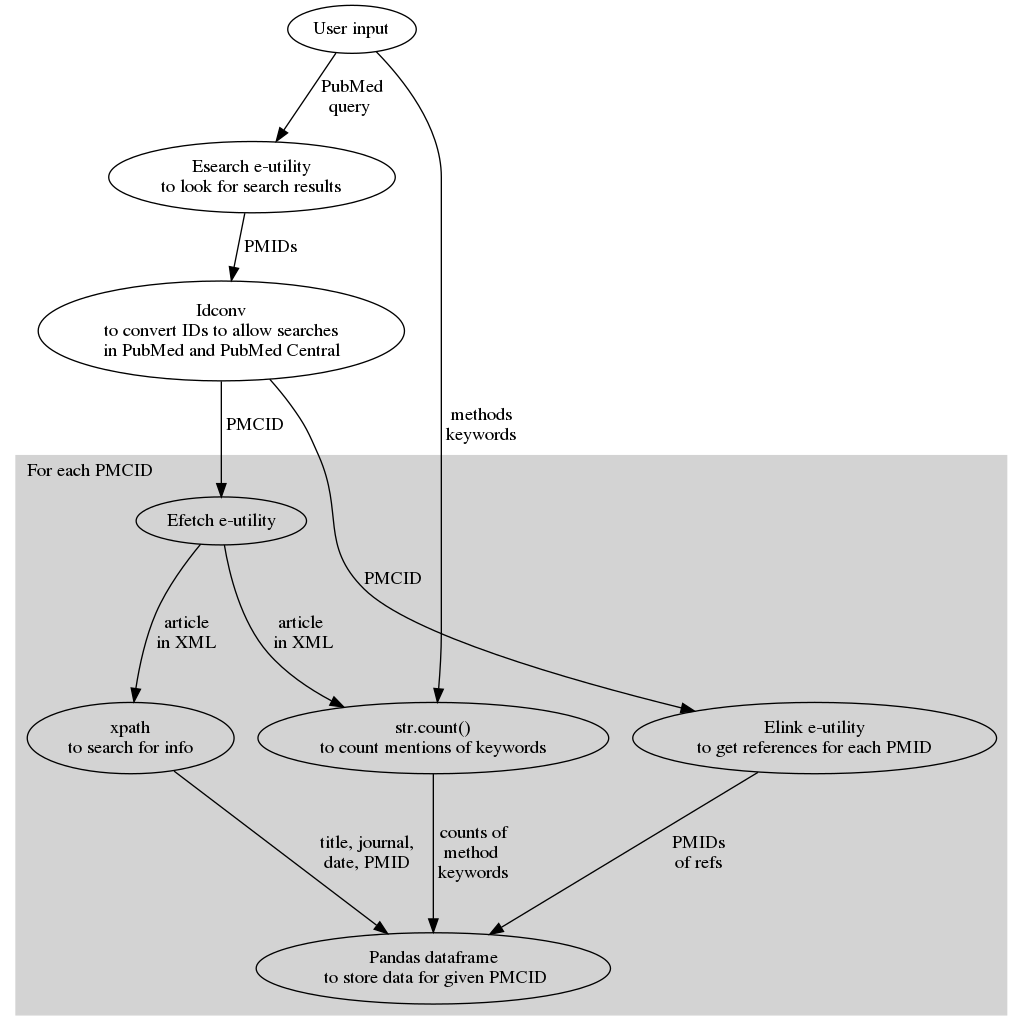 User input
PubMed
query
Esearch e-utility
to look for search results
PMIDs
Idconv
to convert IDs to allow searches
in PubMed and PubMed Central
PMCID
methods
keywords
For each PMCID
Efetch e-utility
PMCID
article
in XML
article
in XML
xpath
to search for info
str.count()
to count mentions of keywords
Elink e-utility
to get references for each PMID
title, journal,
date, PMID
counts of
method
keywords
PMIDs
of refs
Pandas dataframe
to store data for given PMCID